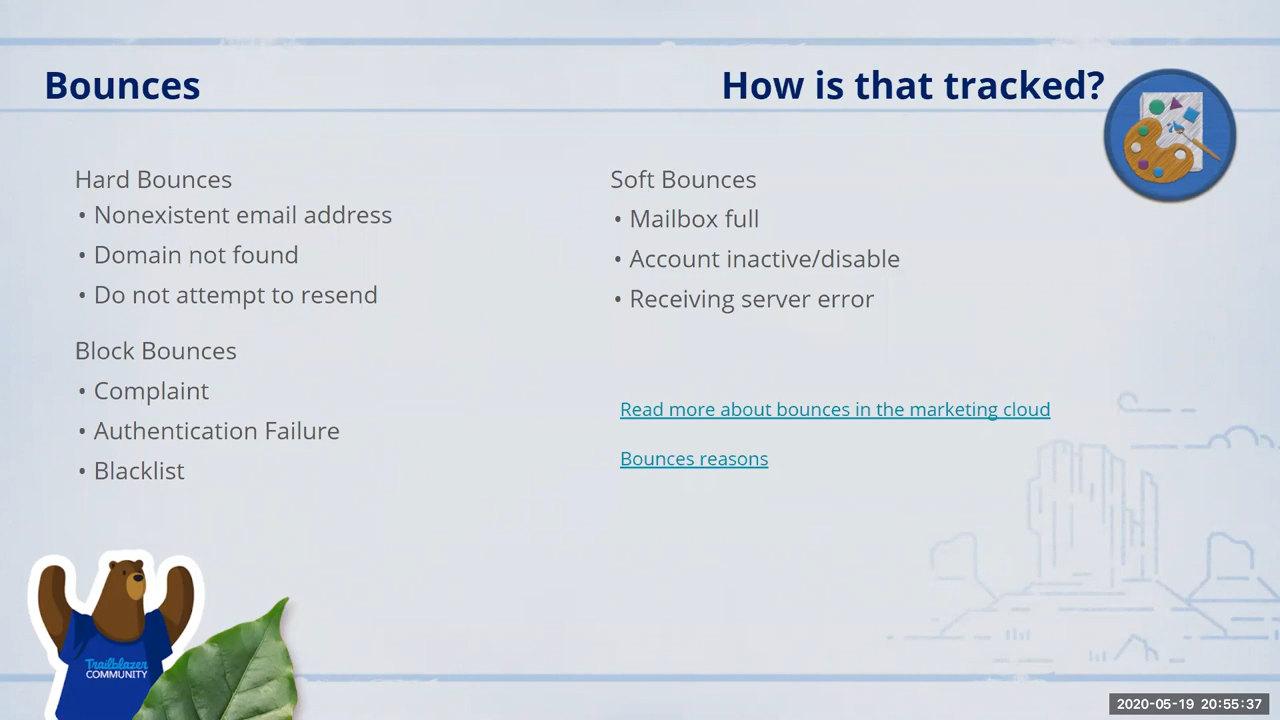 Bounces
How is that tracked?
Hard Bounces
• Nonexistent email address
• Domain not found
• Do not attempt to resend
Block Bounces
• Complaint
• Authentication Failure
• Blacklist
Soft Bounces
• Mailbox full
• Account inactive/disable
• Receiving server error
Read more about bounces in the marketing cloud
Bounces reasons
Trailblazer
COMMUNITY
2020-05-19 20:55:37